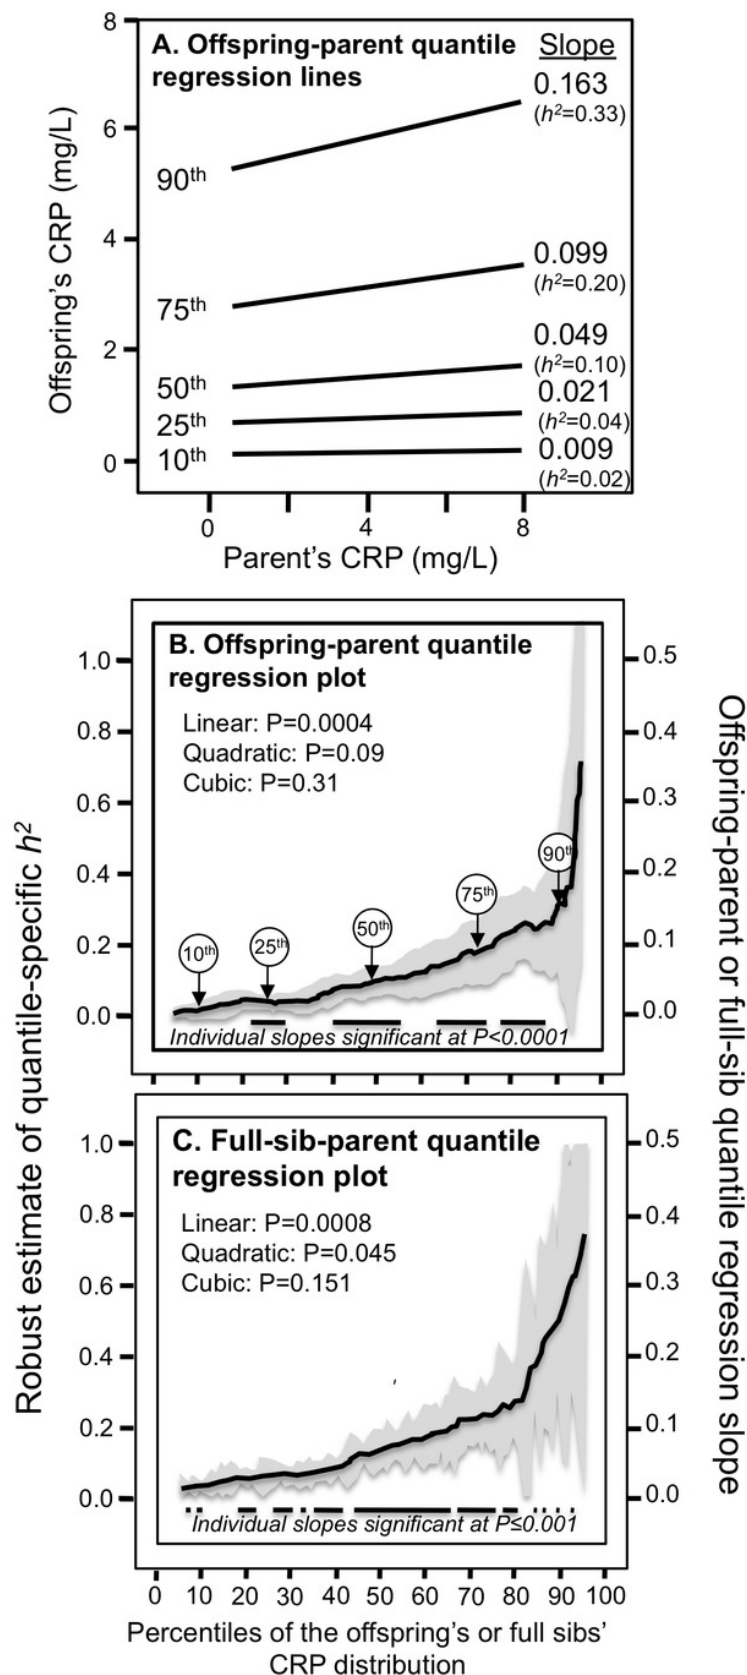 A. Offspring-parent quantile
regression lines
Slope
0.163
(h²=0.33)
0.099
(h²=0.20)
0.049
(h²=0.10)
0.021
(h²=0.04)
0.009
(h²=0.02)
90th
75th
50th
25th
10th
8
6
4
2
0
Offspring's CRP (mg/L)
0 4 8
Parent's CRP (mg/L)
B. Offspring-parent quantile
regression plot
Linear: P=0.0004
Quadratic: P=0.09
Cubic: P=0.31
1.0
0.8
0.6
0.4
0.2
0.0
0.5
0.4
0.3
0.2
0.1
0.0
10th
25th
50th
75th
90th
Individual slopes significant at P<0.0001
C. Full-sib-parent quantile
regression plot
Linear: P=0.0008
Quadratic: P=0.045
Cubic: P=0.151
1.0
0.8
0.6
0.4
0.2
0.0
0.5
0.4
0.3
0.2
0.1
0.0
Individual slopes significant at P≤0.001
0 10 20 30 40 50 60 70 80 90 100
Percentiles of the offspring's or full sibs'
CRP distribution
Robust estimate of quantile-specific h²
Offspring-parent or full-sib quantile regression slope